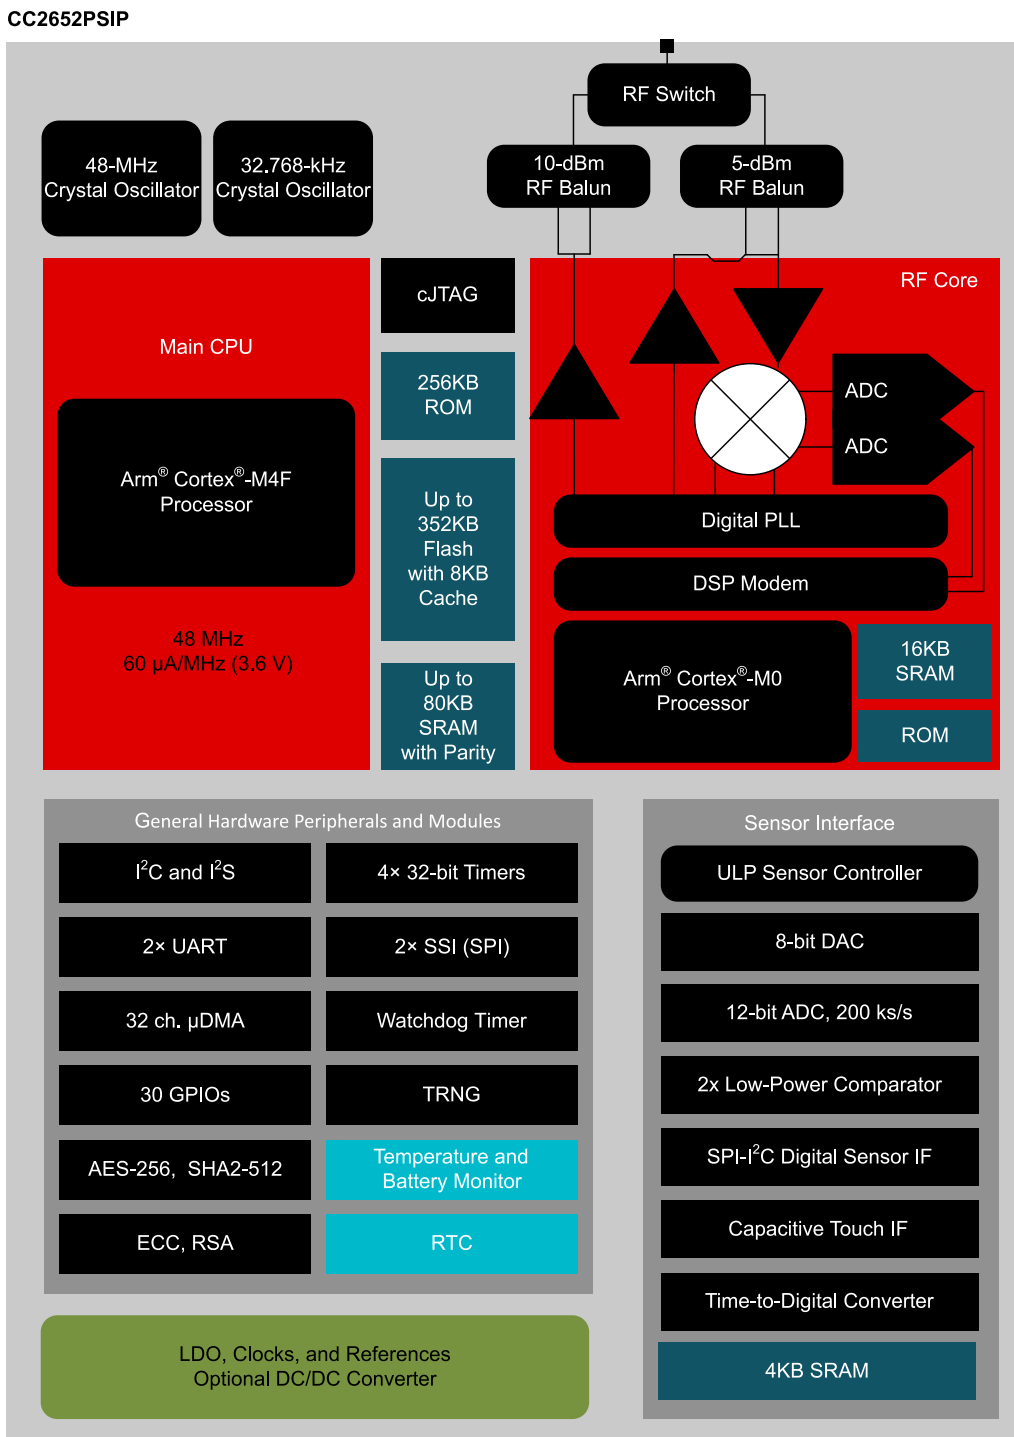 CC2652PSIP
RF Switch
48-MHz
Crystal Oscillator
32.768-kHz
Crystal Oscillator
10-dBm
RF Balun
5-dBm
RF Balun
Main CPU
Arm® Cortex®-M4F
Processor
48 MHz
60 µA/MHz (3.6 V)
cJTAG
256KB
ROM
Up to
352KB
Flash
with 8KB
Cache
Up to
80KB
SRAM
with Parity
RF Core
ADC
ADC
Digital PLL
DSP Modem
Arm® Cortex®-M0
Processor
16KB
SRAM
ROM
General Hardware Peripherals and Modules
I²C and I²S
4× 32-bit Timers
2× UART
2× SSI (SPI)
32 ch. µDMA
Watchdog Timer
30 GPIOs
TRNG
AES-256, SHA2-512
Temperature and
Battery Monitor
ECC, RSA
RTC
Sensor Interface
ULP Sensor Controller
8-bit DAC
12-bit ADC, 200 ks/s
2x Low-Power Comparator
SPI-I²C Digital Sensor IF
Capacitive Touch IF
Time-to-Digital Converter
4KB SRAM
LDO, Clocks, and References
Optional DC/DC Converter